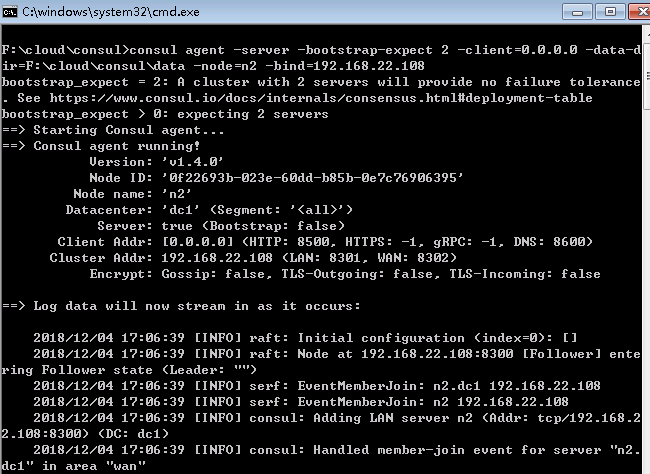 C:\windows\system32\cmd.exe
F:\cloud\consul>consul agent -server -bootstrap-expect 2 -client=0.0.0.0 -data-d
ir=F:\cloud\consul\data -node=n2 -bind=192.168.22.108
bootstrap_expect = 2: A cluster with 2 servers will provide no failure tolerance
. See https://www.consul.io/docs/internals/consensus.html#deployment-table
bootstrap_expect > 0: expecting 2 servers
==> Starting Consul agent...
==> Consul agent running!
Version: 'v1.4.0'
Node ID: '0f22693b-023e-60dd-b85b-0e7c76906395'
Node name: 'n2'
Datacenter: 'dc1' (Segment: '<all>')
Server: true (Bootstrap: false)
Client Addr: [0.0.0.0] (HTTP: 8500, HTTPS: -1, gRPC: -1, DNS: 8600)
Cluster Addr: 192.168.22.108 (LAN: 8301, WAN: 8302)
Encrypt: Gossip: false, TLS-Outgoing: false, TLS-Incoming: false
==> Log data will now stream in as it occurs:
2018/12/04 17:06:39 [INFO] raft: Initial configuration (index=0): []
2018/12/04 17:06:39 [INFO] raft: Node at 192.168.22.108:8300 [Follower] ente
ring Follower state (Leader: "")
2018/12/04 17:06:39 [INFO] serf: EventMemberJoin: n2.dc1 192.168.22.108
2018/12/04 17:06:39 [INFO] serf: EventMemberJoin: n2 192.168.22.108
2018/12/04 17:06:39 [INFO] consul: Adding LAN server n2 (Addr: tcp/192.168.2
2.108:8300) (DC: dc1)
2018/12/04 17:06:39 [INFO] consul: Handled member-join event for server "n2.
dc1" in area "wan"